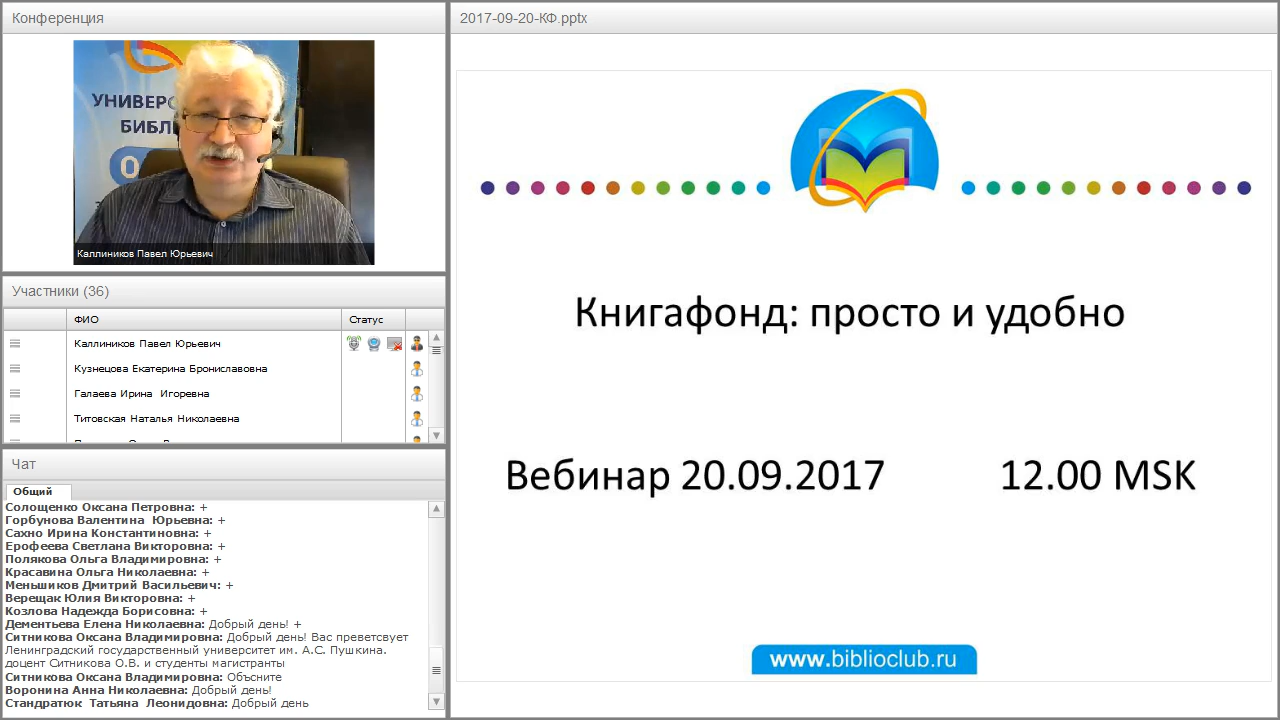 Конференция
УНИВЕРС
БИБЛ
Каллиников Павел Юрьевич
Участники (36)
ФИО Статус
Каллиников Павел Юрьевич
Кузнецова Екатерина Брониславовна
Галаева Ирина Игоревна
Титовская Наталья Николаевна
Чат
Общий
Солощенко Оксана Петровна: +
Горбунова Валентина Юрьевна: +
Сахно Ирина Константиновна: +
Ерофеева Светлана Викторовна: +
Полякова Ольга Владимировна: +
Красавина Ольга Николаевна: +
Меньшиков Дмитрий Васильевич: +
Верещак Юлия Викторовна: +
Козлова Надежда Борисовна: +
Дементьева Елена Николаевна: Добрый день! +
Ситникова Оксана Владимировна: Добрый день! Вас преветсвует
Ленинградский государственный университет им. А.С. Пушкина.
доцент Ситникова О.В. и студенты магистранты
Ситникова Оксана Владимировна: Объсните
Воронина Анна Николаевна: Добрый день!
Стандратюк Татьяна Леонидовна: Добрый день
2017-09-20-КФ.pptx
Книгафонд: просто и удобно
Вебинар 20.09.2017 12.00 MSK
www.biblioclub.ru